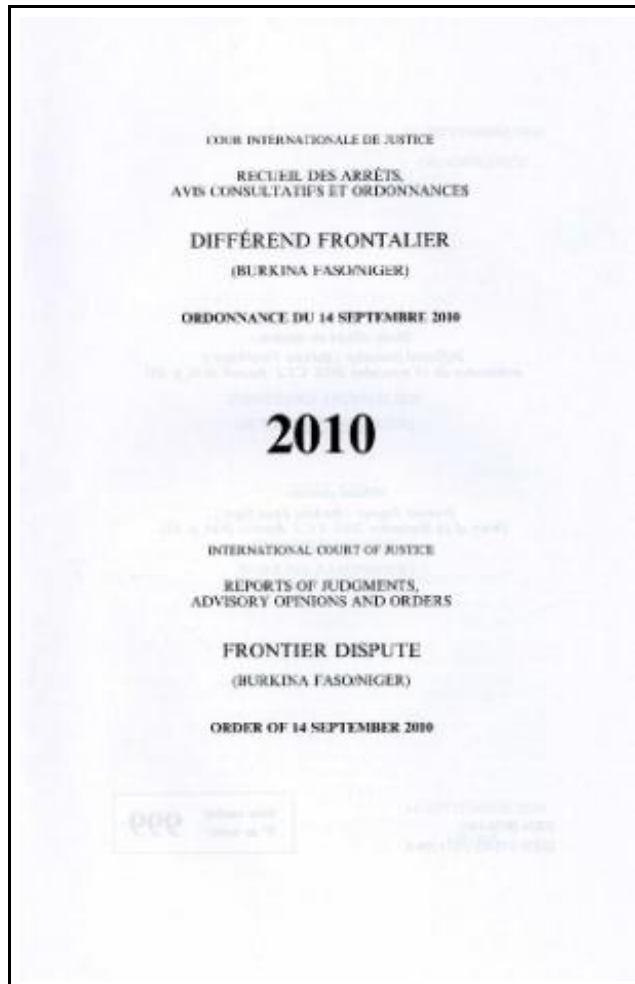 COUR INTERNATIONALE DE JUSTICE
RECUEIL DES ARRÊTS,
AVIS CONSULTATIFS ET ORDONNANCES
DIFFÉREND FRONTALIER
(BURKINA FASO/NIGER)
ORDONNANCE DU 14 SEPTEMBRE 2010
2010
INTERNATIONAL COURT OF JUSTICE
REPORTS OF JUDGMENTS,
ADVISORY OPINIONS AND ORDERS
FRONTIER DISPUTE
(BURKINA FASO/NIGER)
ORDER OF 14 SEPTEMBER 2010
999